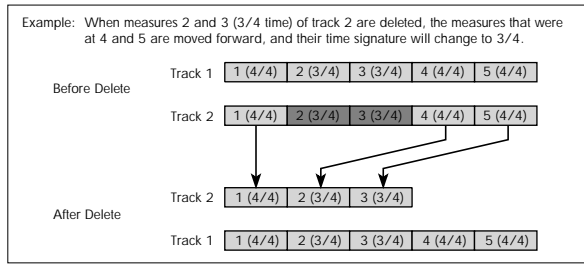 Example: When measures 2 and 3 (3/4 time) of track 2 are deleted, the measures that were
at 4 and 5 are moved forward, and their time signature will change to 3/4.
Track 1 1 (4/4) 2 (3/4) 3 (3/4) 4 (4/4) 5 (4/4)
Before Delete
Track 2 1 (4/4) 2 (3/4) 3 (3/4) 4 (4/4) 5 (4/4)
Track 2 1 (4/4) 2 (3/4) 3 (3/4)
After Delete
Track 1 1 (4/4) 2 (3/4) 3 (3/4) 4 (4/4) 5 (4/4)